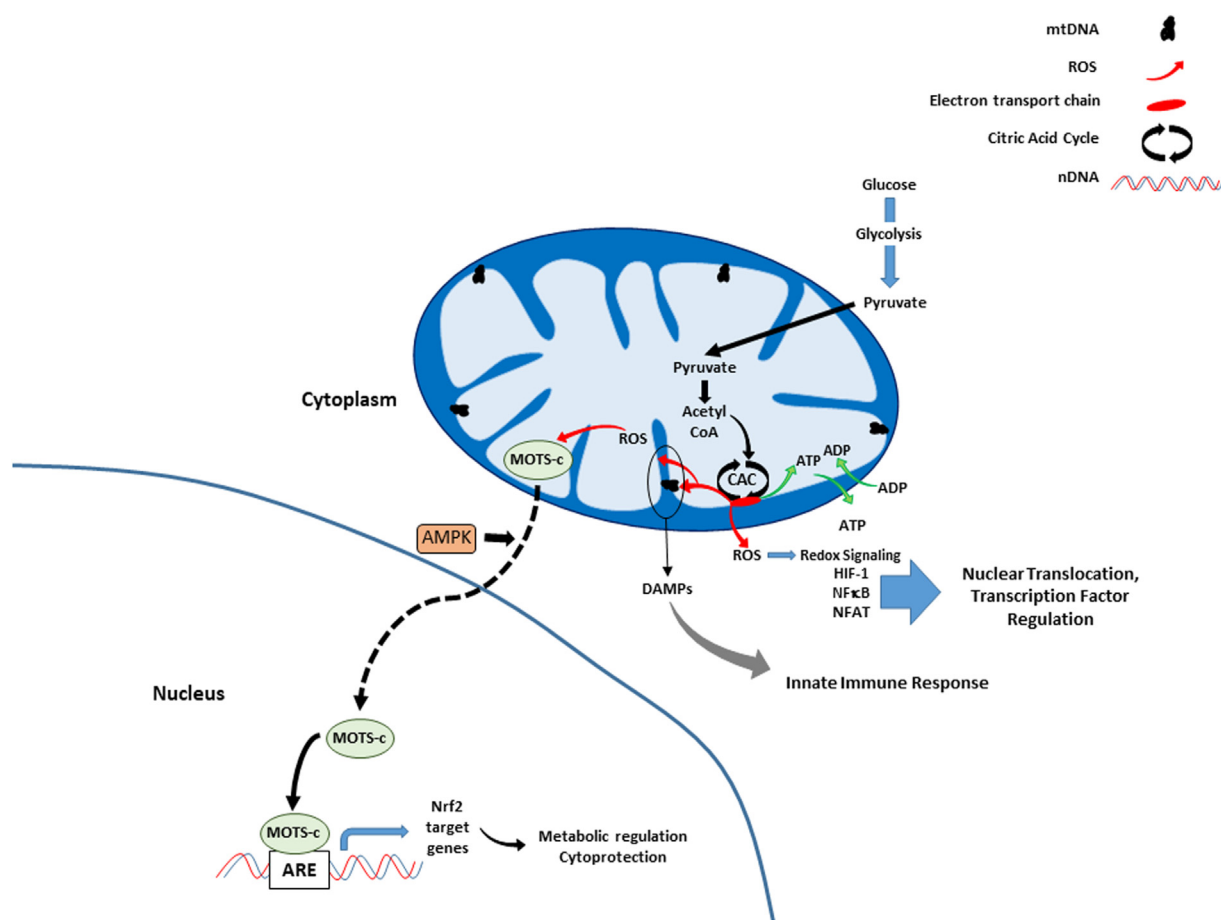 mtDNA
ROS
Electron transport chain
Citric Acid Cycle
nDNA
Glucose
Glycolysis
Pyruvate
Pyruvate
Acetyl
CoA
CAC
ATP
ADP
ADP
ATP
Cytoplasm
ROS
MOTS-c
AMPK
ROS
Redox Signaling
HIF-1
NFκB
NFAT
Nuclear Translocation,
Transcription Factor
Regulation
DAMPs
Innate Immune Response
Nucleus
MOTS-c
MOTS-c
ARE
Nrf2
target
genes
Metabolic regulation
Cytoprotection